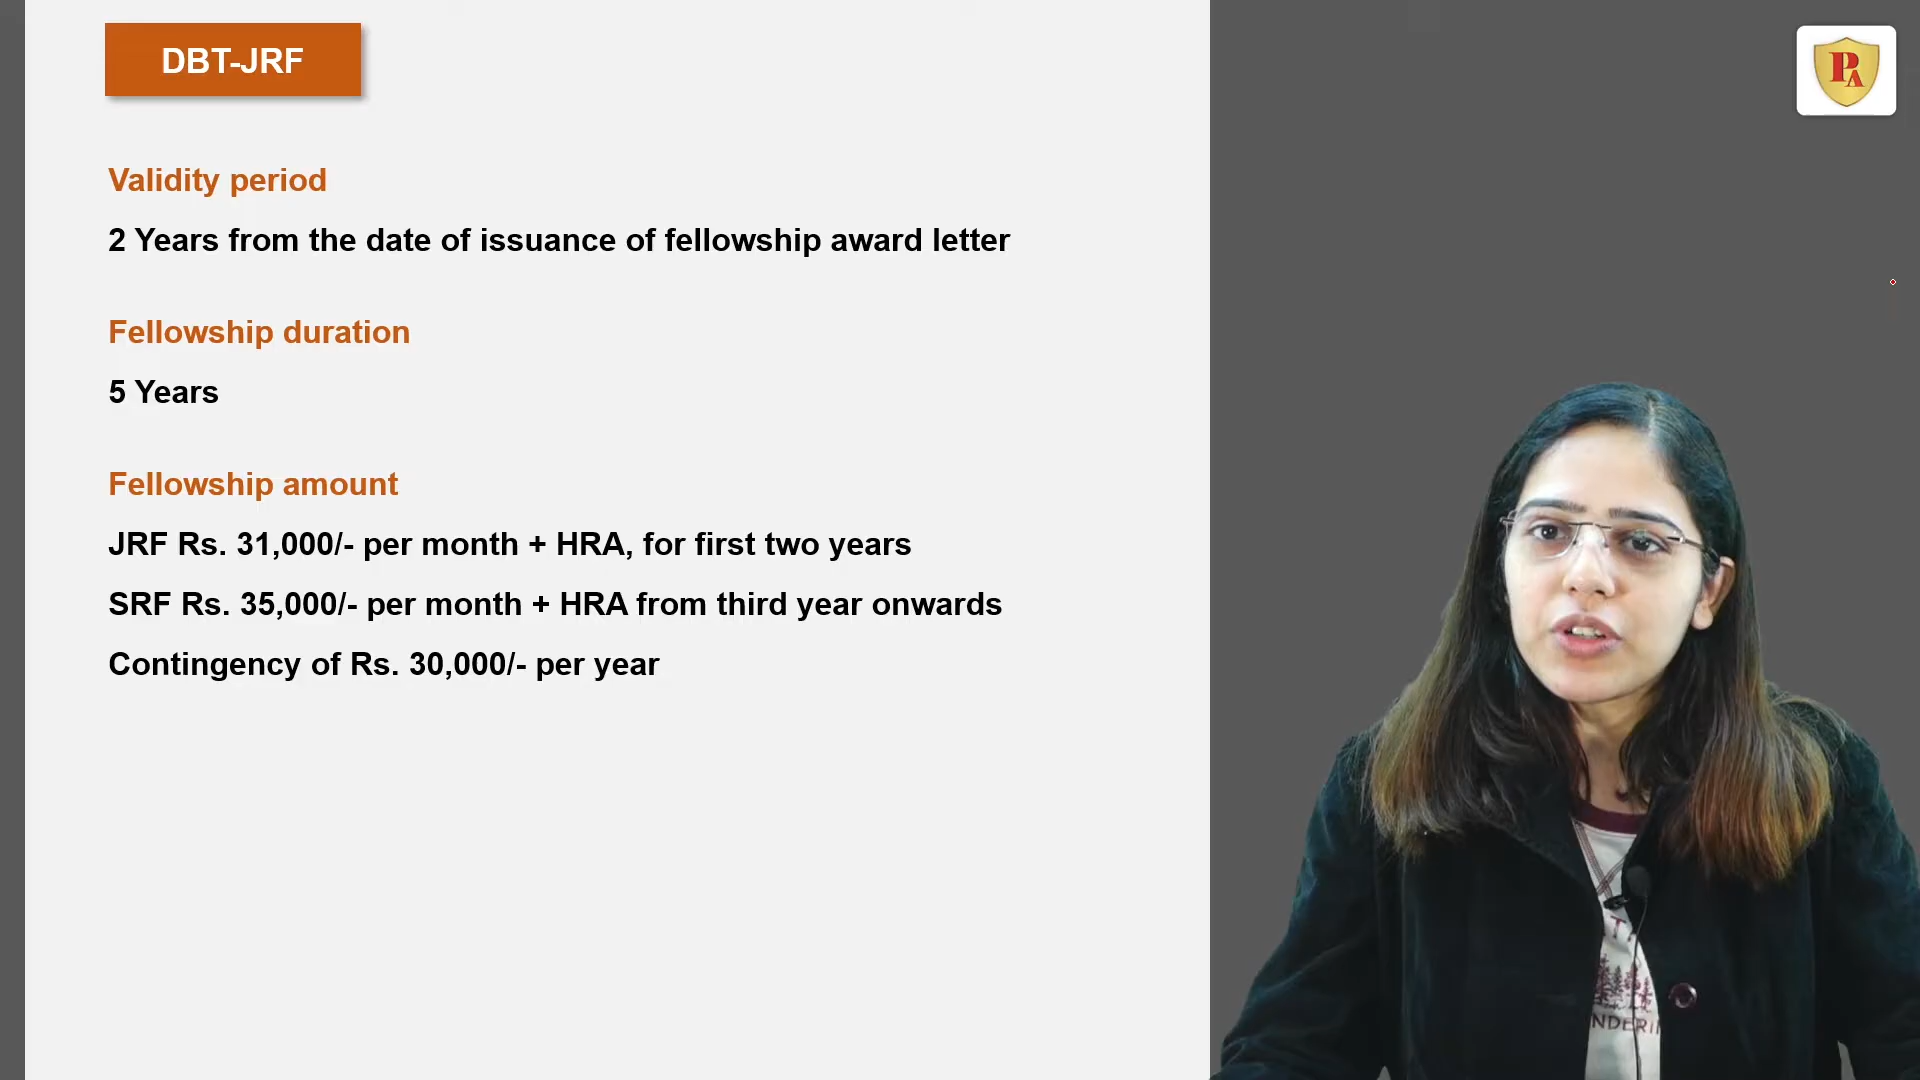 DBT-JRF
PA
Validity period
2 Years from the date of issuance of fellowship award letter
Fellowship duration
5 Years
Fellowship amount
JRF Rs. 31,000/- per month + HRA, for first two years
SRF Rs. 35,000/- per month + HRA from third year onwards
Contingency of Rs. 30,000/- per year